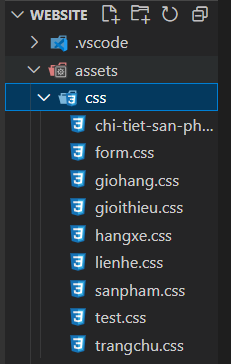 WEBSITE
.vscode
assets
css
chi-tiet-san-ph...
form.css
giohang.css
gioithieu.css
hangxe.css
lienhe.css
sanpham.css
test.css
trangchu.css